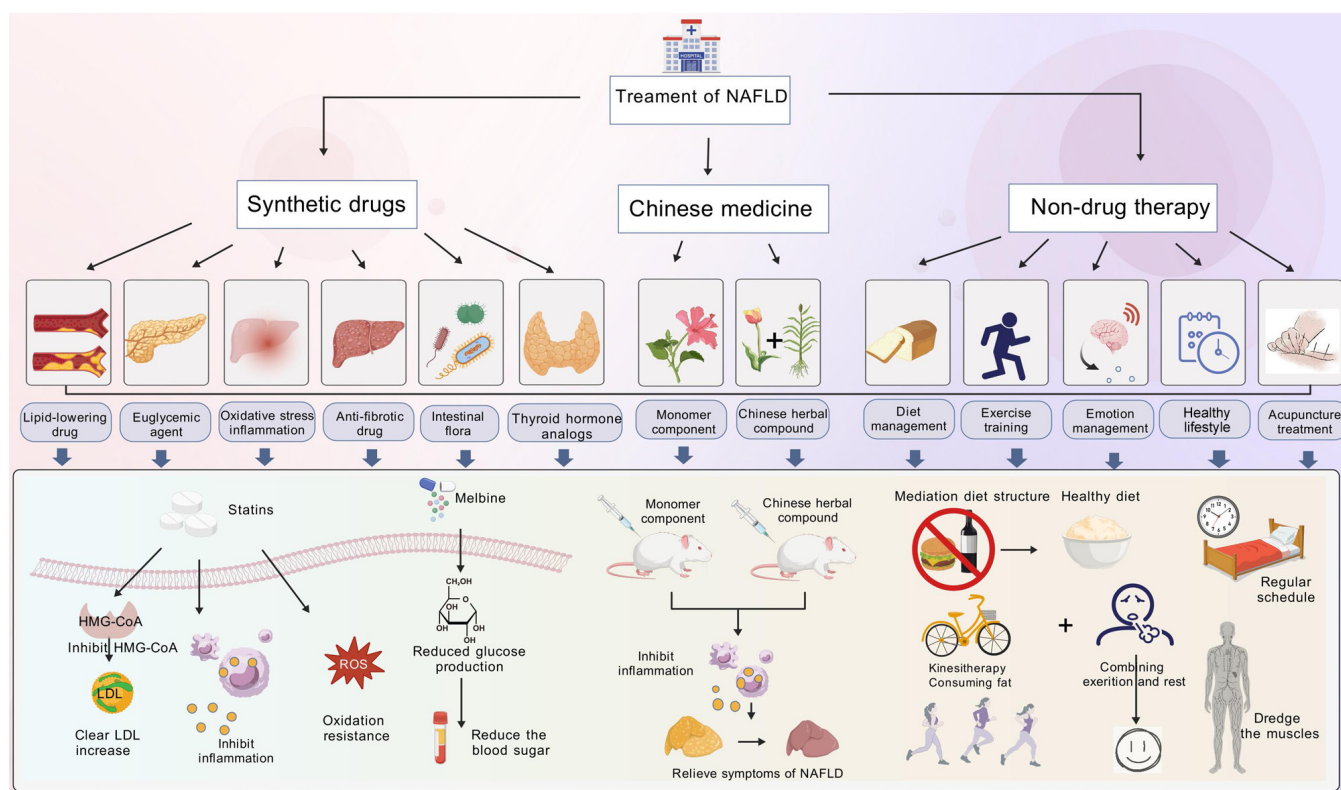 HOSPITAL
Treament of NAFLD
Synthetic drugs
Chinese medicine
Non-drug therapy
Lipid-lowering
drug
Euglycemic
agent
Oxidative stress
inflammation
Anti-fibrotic
drug
Intestinal
flora
Thyroid hormone
analogs
Monomer
component
Chinese herbal
compound
Diet
management
Exercise
training
Emotion
management
Healthy
lifestyle
Acupuncture
treatment
Statins
HMG-CoA
Inhibit HMG-CoA
LDL
Clear LDL
increase
Inhibit
inflammation
ROS
Oxidation
resistance
Melbine
CH₂OH
O
OH
HO
OH
OH
Reduced glucose
production
Reduce the
blood sugar
Monomer
component
Chinese herbal
compound
Inhibit
inflammation
Relieve symptoms of NAFLD
Mediation diet structure
Healthy diet
Kinesitherapy
Consuming fat
+
Combining
exerition and rest
Regular
schedule
Dredge
the muscles